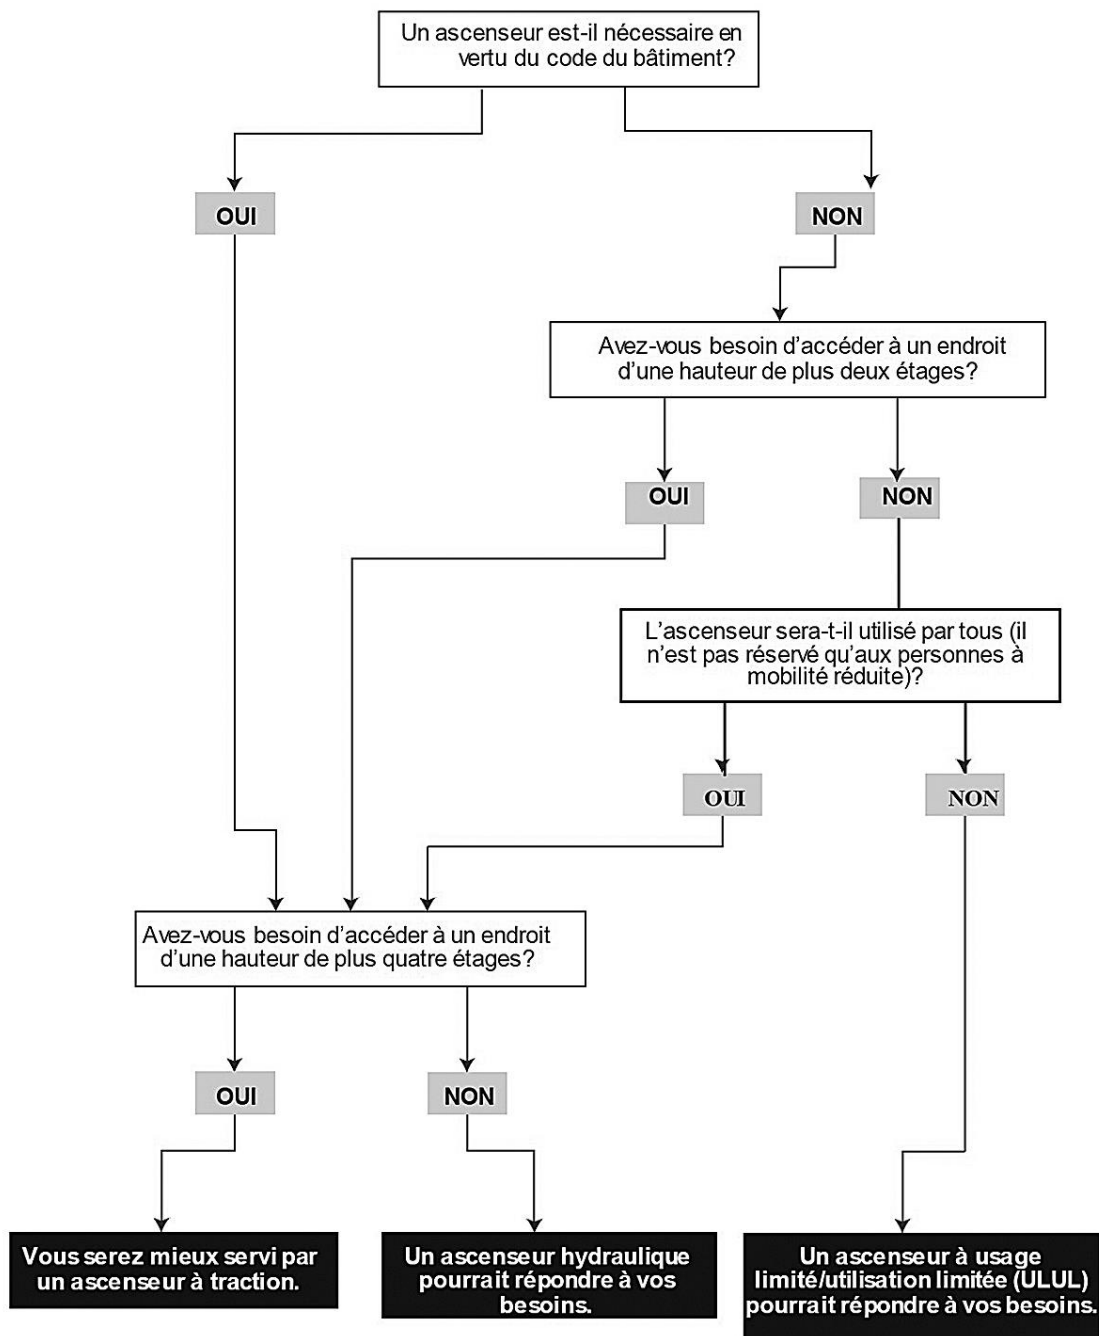 Un ascenseur est-il nécessaire en
vertu du code du bâtiment?
OUI
NON
Avez-vous besoin d'accéder à un endroit
d'une hauteur de plus deux étages?
OUI
NON
L'ascenseur sera-t-il utilisé par tous (il
n'est pas réservé qu'aux personnes à
mobilité réduite)?
OUI
NON
Avez-vous besoin d'accéder à un endroit
d'une hauteur de plus quatre étages?
OUI
NON
Vous serez mieux servi par
un ascenseur à traction.
Un ascenseur hydraulique
pourrait répondre à vos
besoins.
Un ascenseur à usage
limité/utilisation limitée (ULUL)
pourrait répondre à vos besoins.